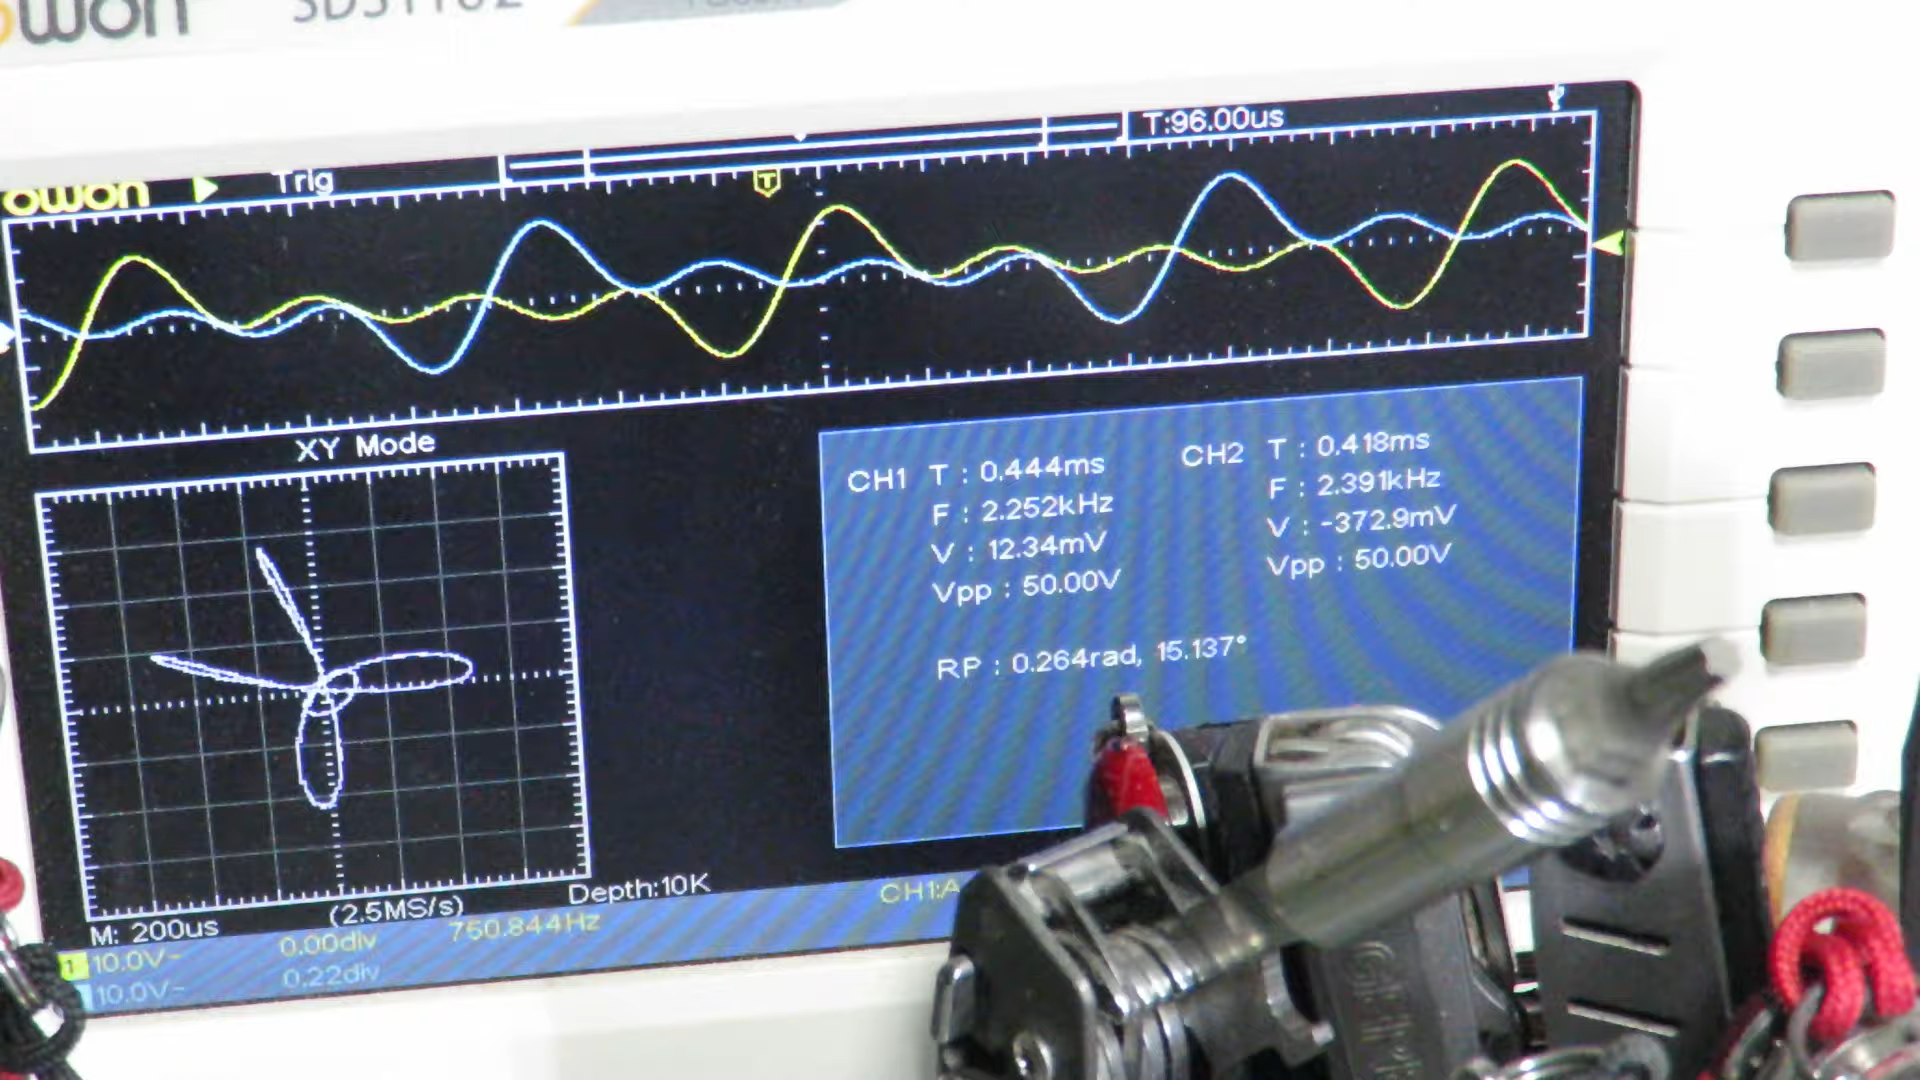 owon
T:96.00us
owon Trig
T
XY Mode
CH1 T : 0.444ms
F : 2.252kHz
V : 12.34mV
Vpp : 50.00V
CH2 T : 0.418ms
F : 2.391kHz
V : -372.9mV
Vpp : 50.00V
RP : 0.264rad, 15.137°
M: 200us (2.5MS/s) Depth:10K
1 10.0V~ 0.00div 750.844Hz CH1:A
10.0V~ 0.22div